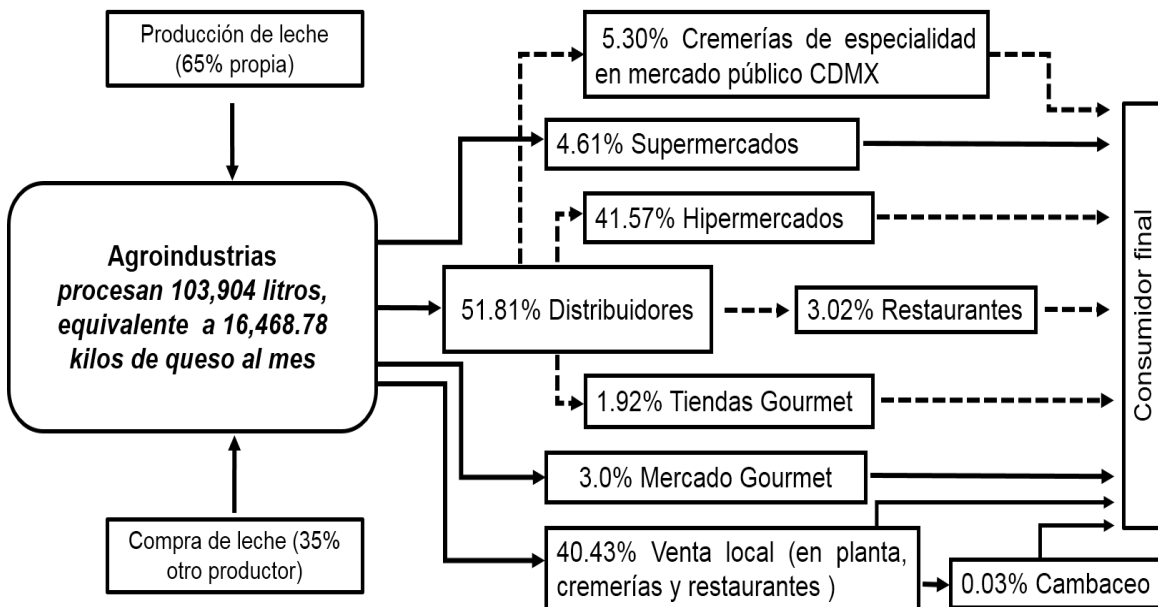 Producción de leche
(65% propia)
Agroindustrias
procesan 103,904 litros,
equivalente a 16,468.78
kilos de queso al mes
Compra de leche (35%
otro productor)
5.30% Cremerías de especialidad
en mercado público CDMX
4.61% Supermercados
41.57% Hipermercados
51.81% Distribuidores
3.02% Restaurantes
1.92% Tiendas Gourmet
3.0% Mercado Gourmet
40.43% Venta local (en planta,
cremerías y restaurantes )
0.03% Cambaceo
Consumidor final